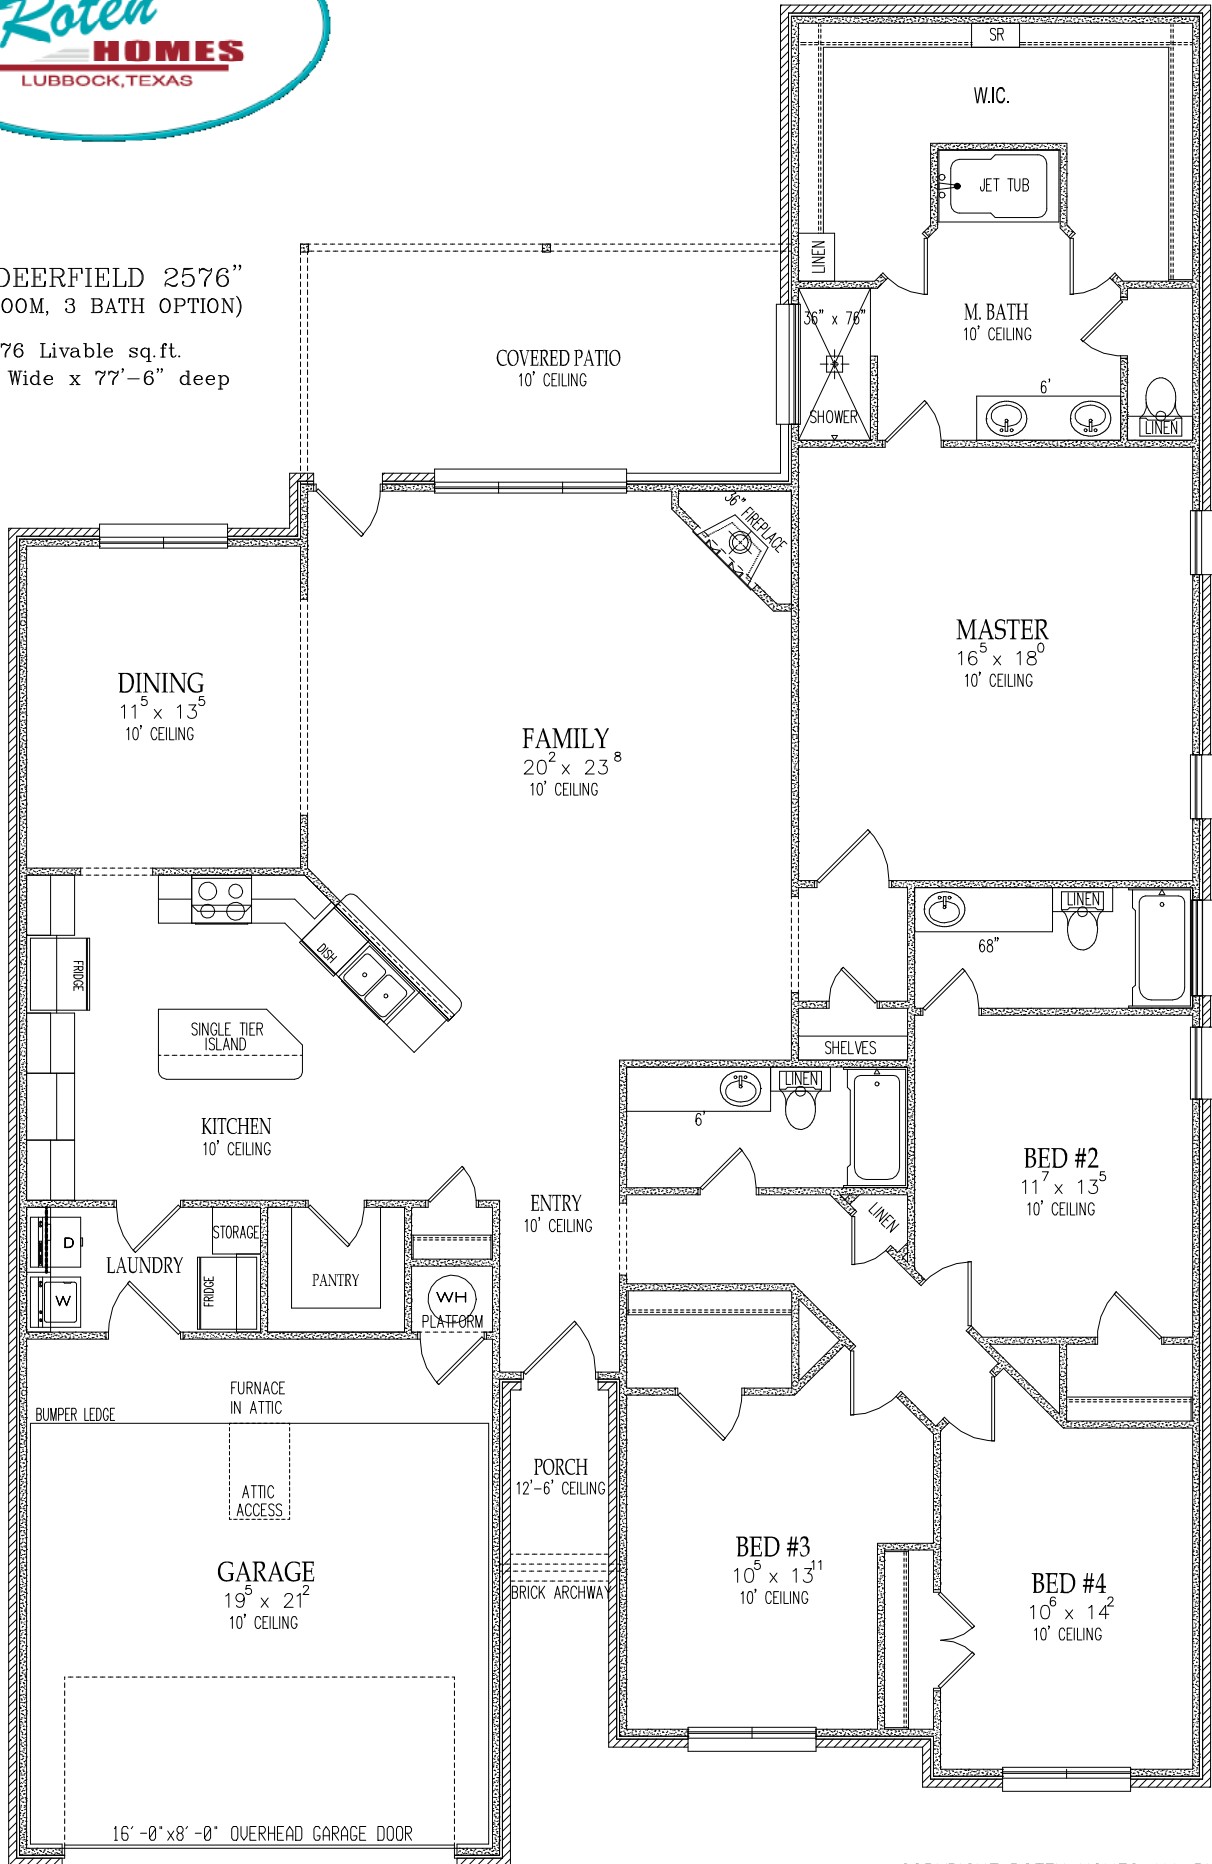 Roten
HOMES
LUBBOCK, TEXAS
DEERFIELD 2576"
3 BATH OPTION)
Livable sq.ft.
Wide x 77'-6" deep
SR
W.IC.
JET TUB
LINEN
36" x 76"
SHOWER
M. BATH
10' CEILING
6'
LINEN
COVERED PATIO
10' CEILING
36" FIREPLACE
MASTER
16⁵ x 18⁰
10' CEILING
DINING
11⁵ x 13⁵
10' CEILING
FAMILY
20² x 23⁸
10' CEILING
DISH
FRIDGE
SINGLE TIER
ISLAND
KITCHEN
10' CEILING
LINEN
68"
SHELVES
LINEN
6'
BED #2
11⁷ x 13⁵
10' CEILING
ENTRY
10' CEILING
LINEN
D
W
LAUNDRY
STORAGE
FRIDGE
PANTRY
WH
PLATFORM
FURNACE
IN ATTIC
BUMPER LEDGE
ATTIC
ACCESS
PORCH
12'-6' CEILING
BRICK ARCHWAY
GARAGE
19⁵ x 21²
10' CEILING
BED #3
10⁵ x 13¹¹
10' CEILING
BED #4
10⁶ x 14²
10' CEILING
16'-0"x8'-0" OVERHEAD GARAGE DOOR